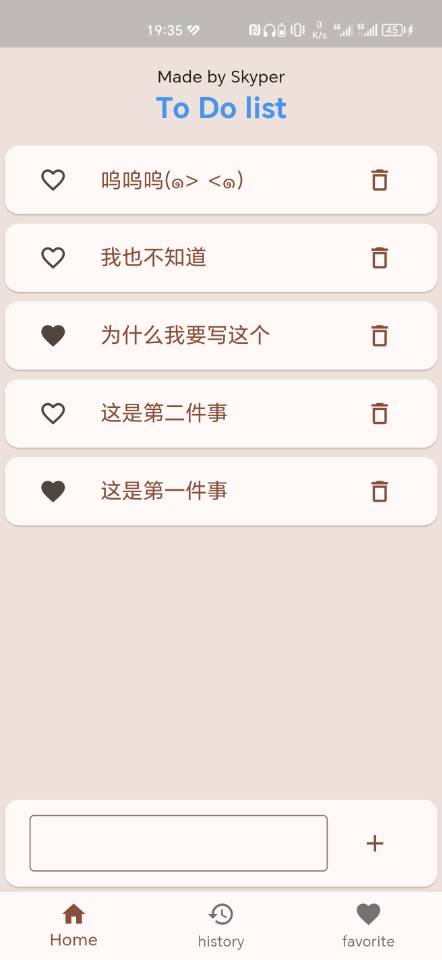 19:35
0
K/s
5G
5G
45
Made by Skyper
To Do list
呜呜呜(๑> <๑)
我也不知道
为什么我要写这个
这是第二件事
这是第一件事
+
Home
history
favorite